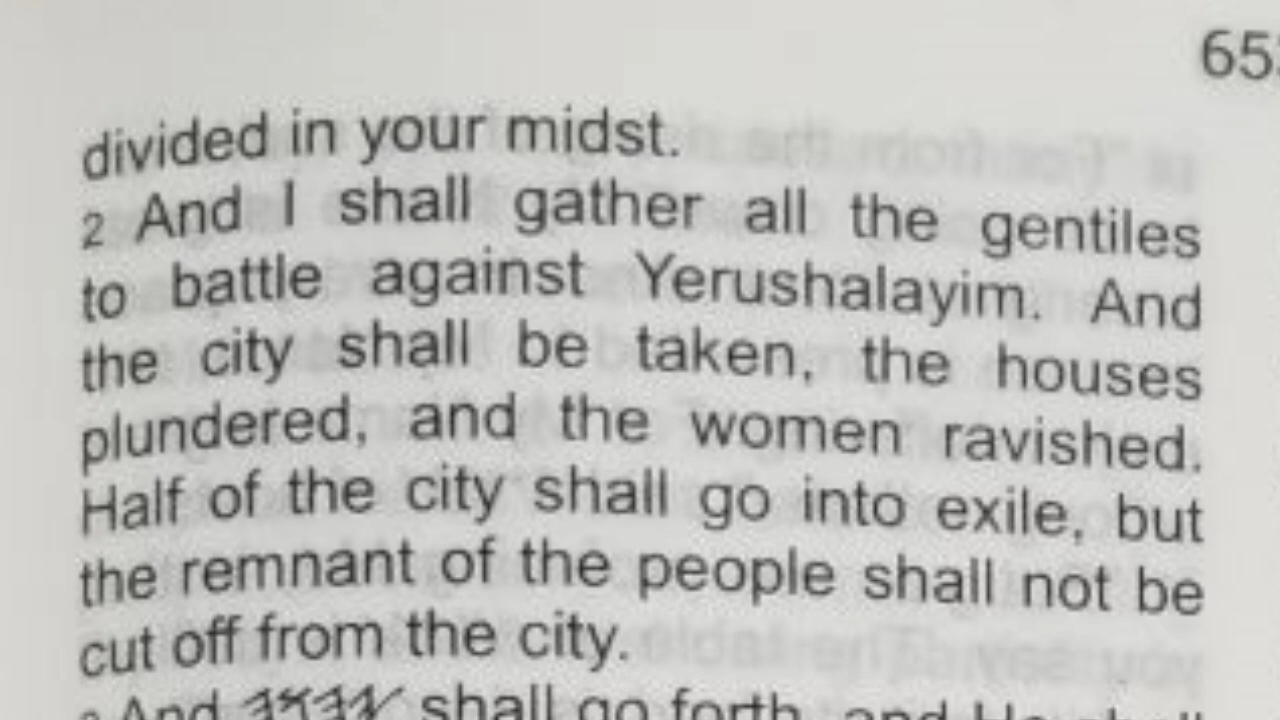 65
divided in your midst.
2 And I shall gather all the gentiles
to battle against Yerushalayim. And
the city shall be taken, the houses
plundered, and the women ravished.
Half of the city shall go into exile, but
the remnant of the people shall not be
cut off from the city.
And 𐤉𐤄𐤅𐤄 shall go forth, and